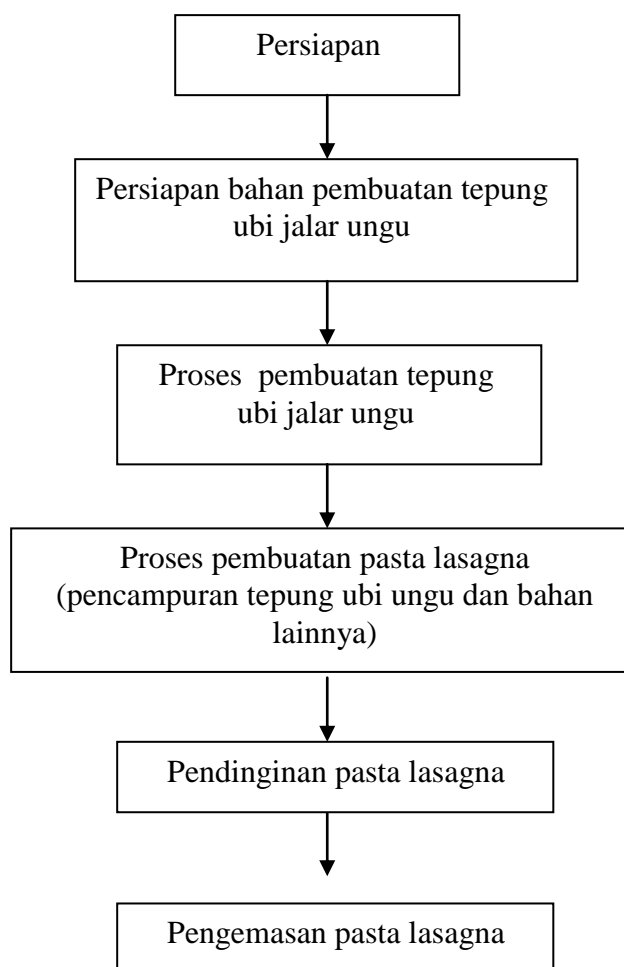 Persiapan
Persiapan bahan pembuatan tepung
ubi jalar ungu
Proses pembuatan tepung
ubi jalar ungu
Proses pembuatan pasta lasagna
(pencampuran tepung ubi ungu dan bahan
lainnya)
Pendinginan pasta lasagna
Pengemasan pasta lasagna